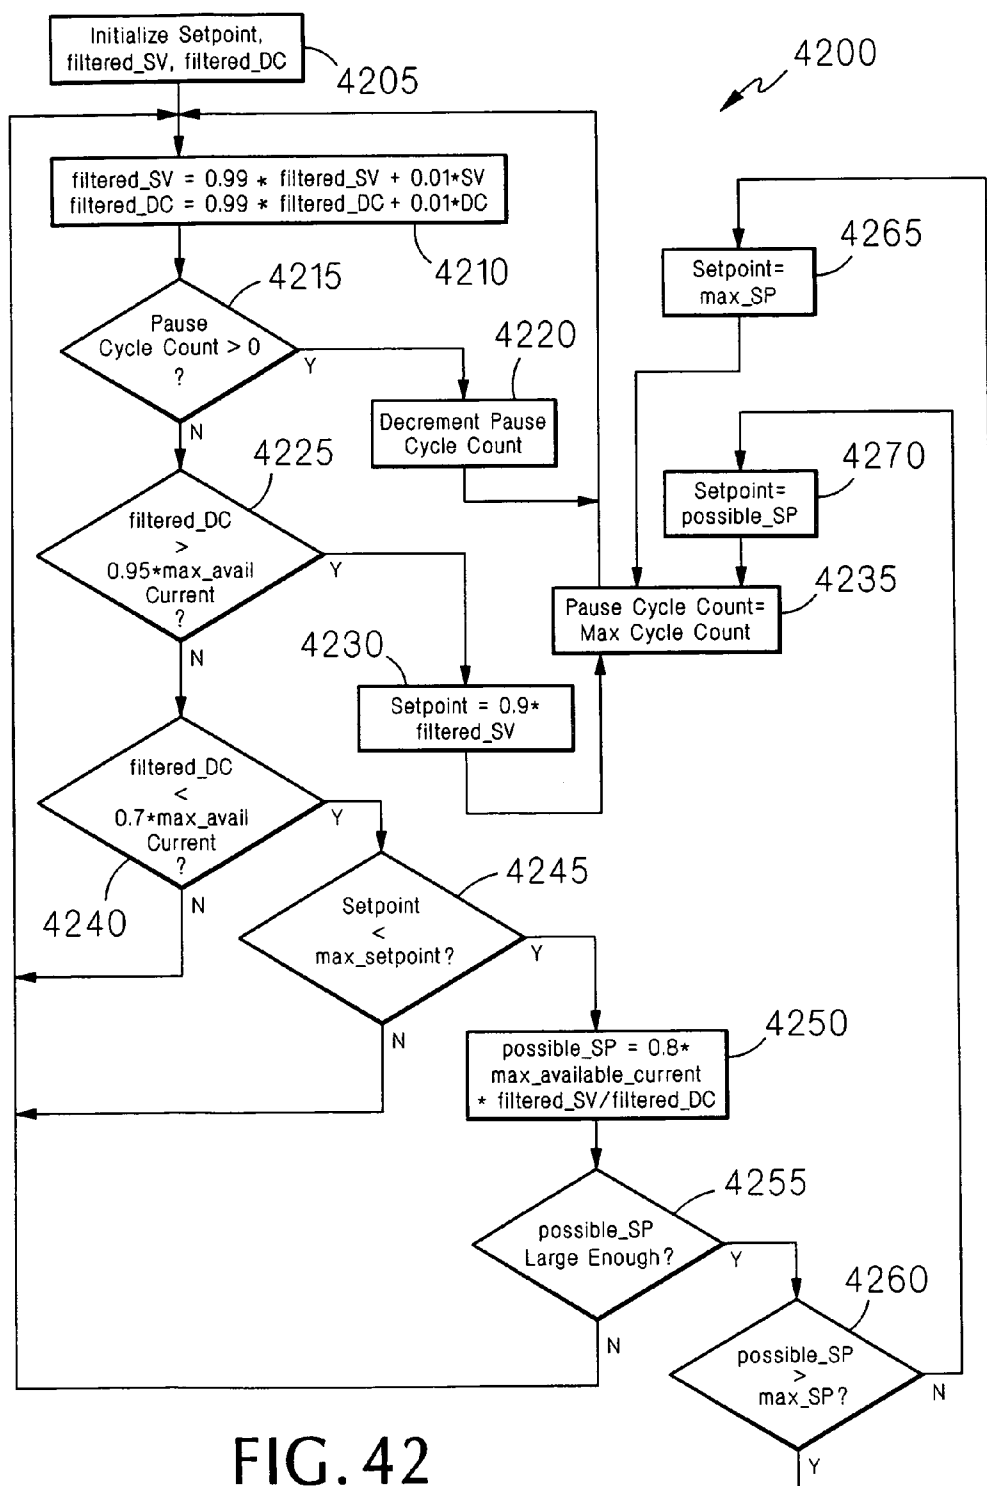 Initialize Setpoint,
filtered_SV, filtered_DC
4205
4200
filtered_SV = 0.99 * filtered_SV + 0.01*SV
filtered_DC = 0.99 * filtered_DC + 0.01*DC
4210
4265
Setpoint=
max_SP
4215
Pause
Cycle Count > 0
?
Y
N
4220
Decrement Pause
Cycle Count
4225
filtered_DC
>
0.95*max_avail
Current
?
Y
N
4270
Setpoint=
possible_SP
4235
Pause Cycle Count=
Max Cycle Count
4230
Setpoint = 0.9*
filtered_SV
filtered_DC
<
0.7*max_avail
Current
?
Y
N
4240
4245
Setpoint
<
max_setpoint?
Y
N
4250
possible_SP = 0.8*
max_available_current
* filtered_SV/filtered_DC
4255
possible_SP
Large Enough?
Y
N
4260
possible_SP
>
max_SP?
N
Y
FIG. 42